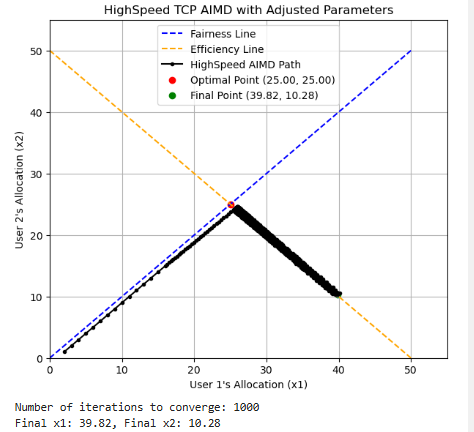 HighSpeed TCP AIMD with Adjusted Parameters
Fairness Line
Efficiency Line
HighSpeed AIMD Path
Optimal Point (25.00, 25.00)
Final Point (39.82, 10.28)
User 2's Allocation (x2)
50
40
30
20
10
0
0 10 20 30 40 50
User 1's Allocation (x1)
Number of iterations to converge: 1000
Final x1: 39.82, Final x2: 10.28